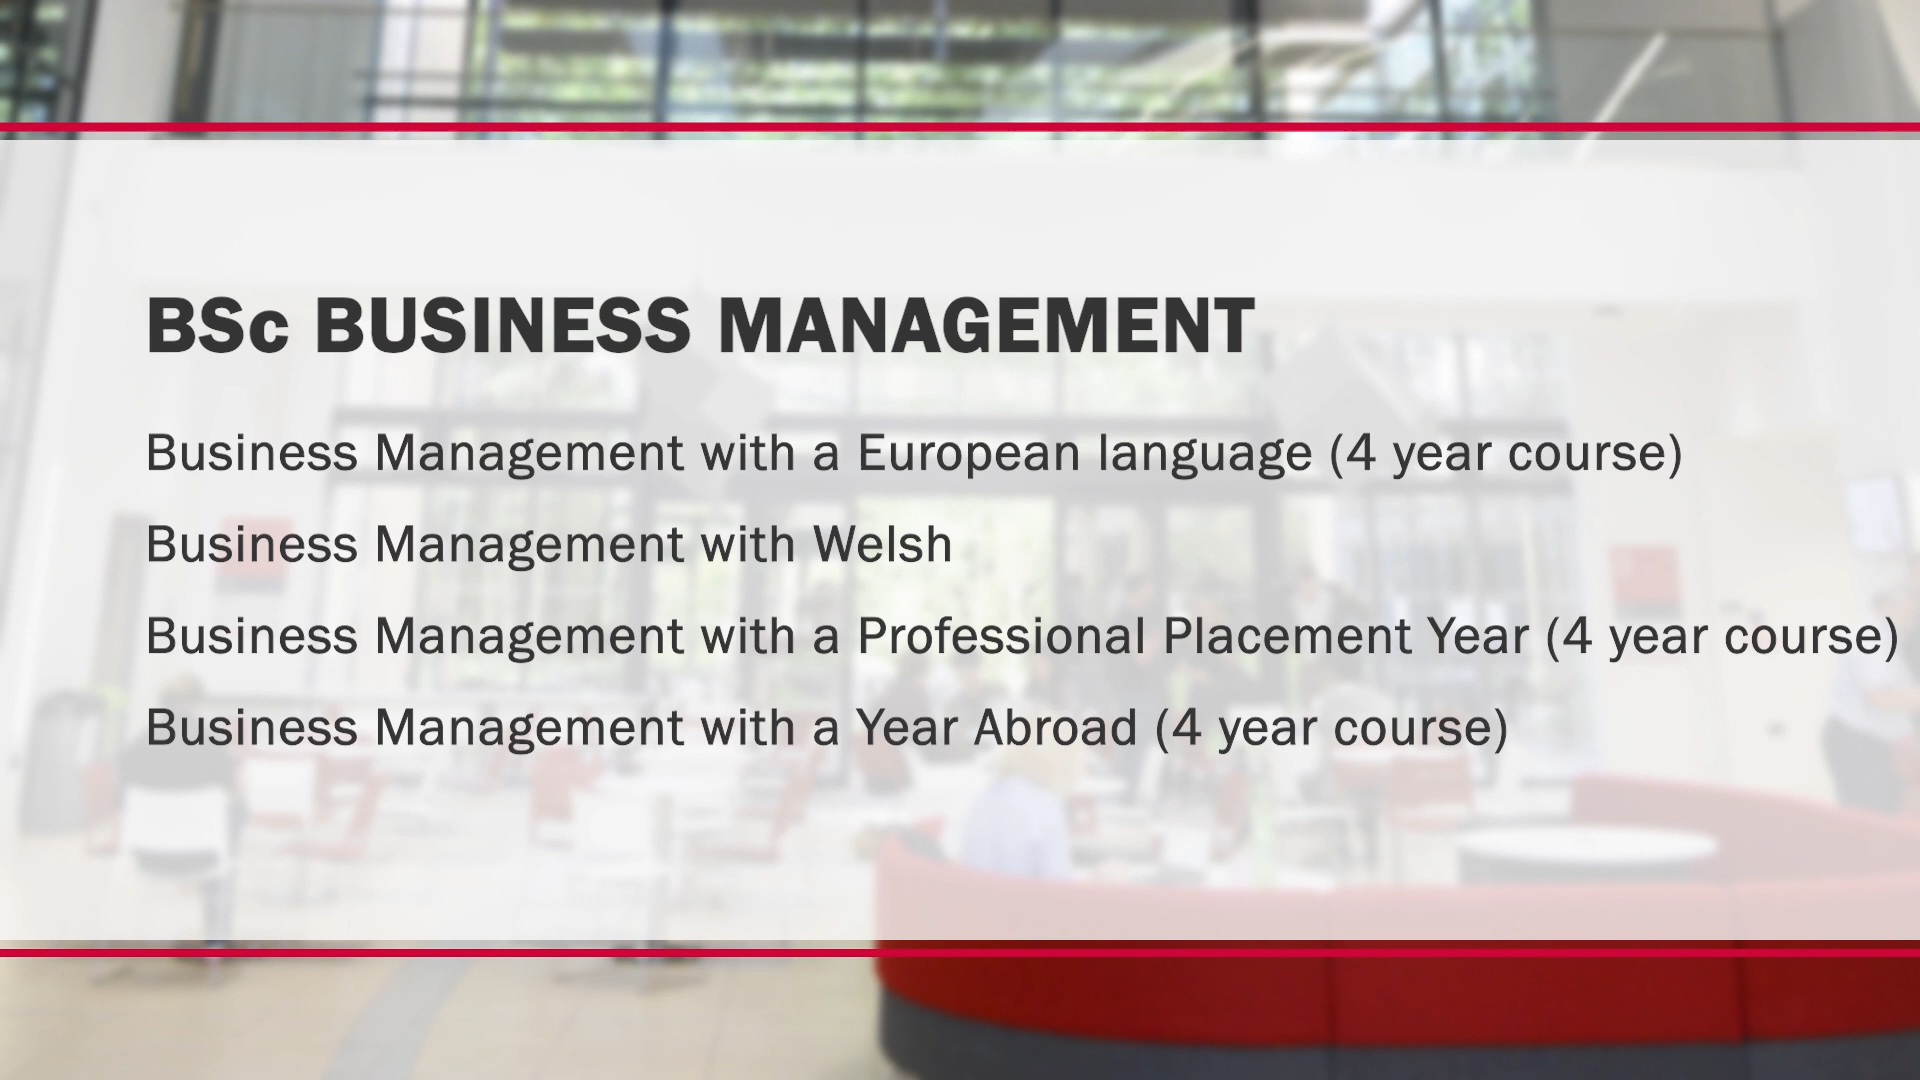 BSc BUSINESS MANAGEMENT
Business Management with a European language (4 year course)
Business Management with Welsh
Business Management with a Professional Placement Year (4 year course)
Business Management with a Year Abroad (4 year course)